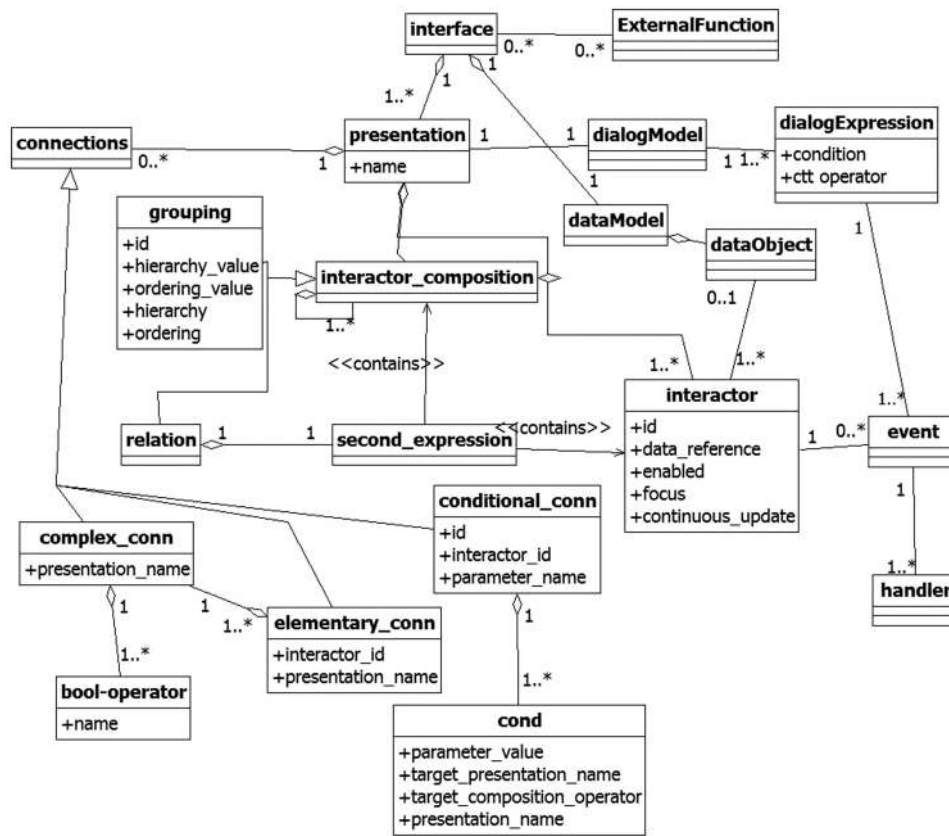 interface
ExternalFunction
0..*
0..*
1
1
1..*
connections
presentation
+name
dialogModel
dialogExpression
+condition
+ctt operator
0..*
1
1
1
1
1..*
grouping
+id
+hierarchy_value
+ordering_value
+hierarchy
+ordering
1
dataModel
dataObject
1
interactor_composition
0..1
1..*
<<contains>>
1..*
1..*
1..*
interactor
+id
+data_reference
+enabled
+focus
+continuous_update
relation
1
1
second_expression
<<contains>>
1
0..*
event
1
conditional_conn
+id
+interactor_id
+parameter_name
complex_conn
+presentation_name
1..*
handler
1
1
1..*
1
elementary_conn
+interactor_id
+presentation_name
1..*
bool-operator
+name
1..*
cond
+parameter_value
+target_presentation_name
+target_composition_operator
+presentation_name